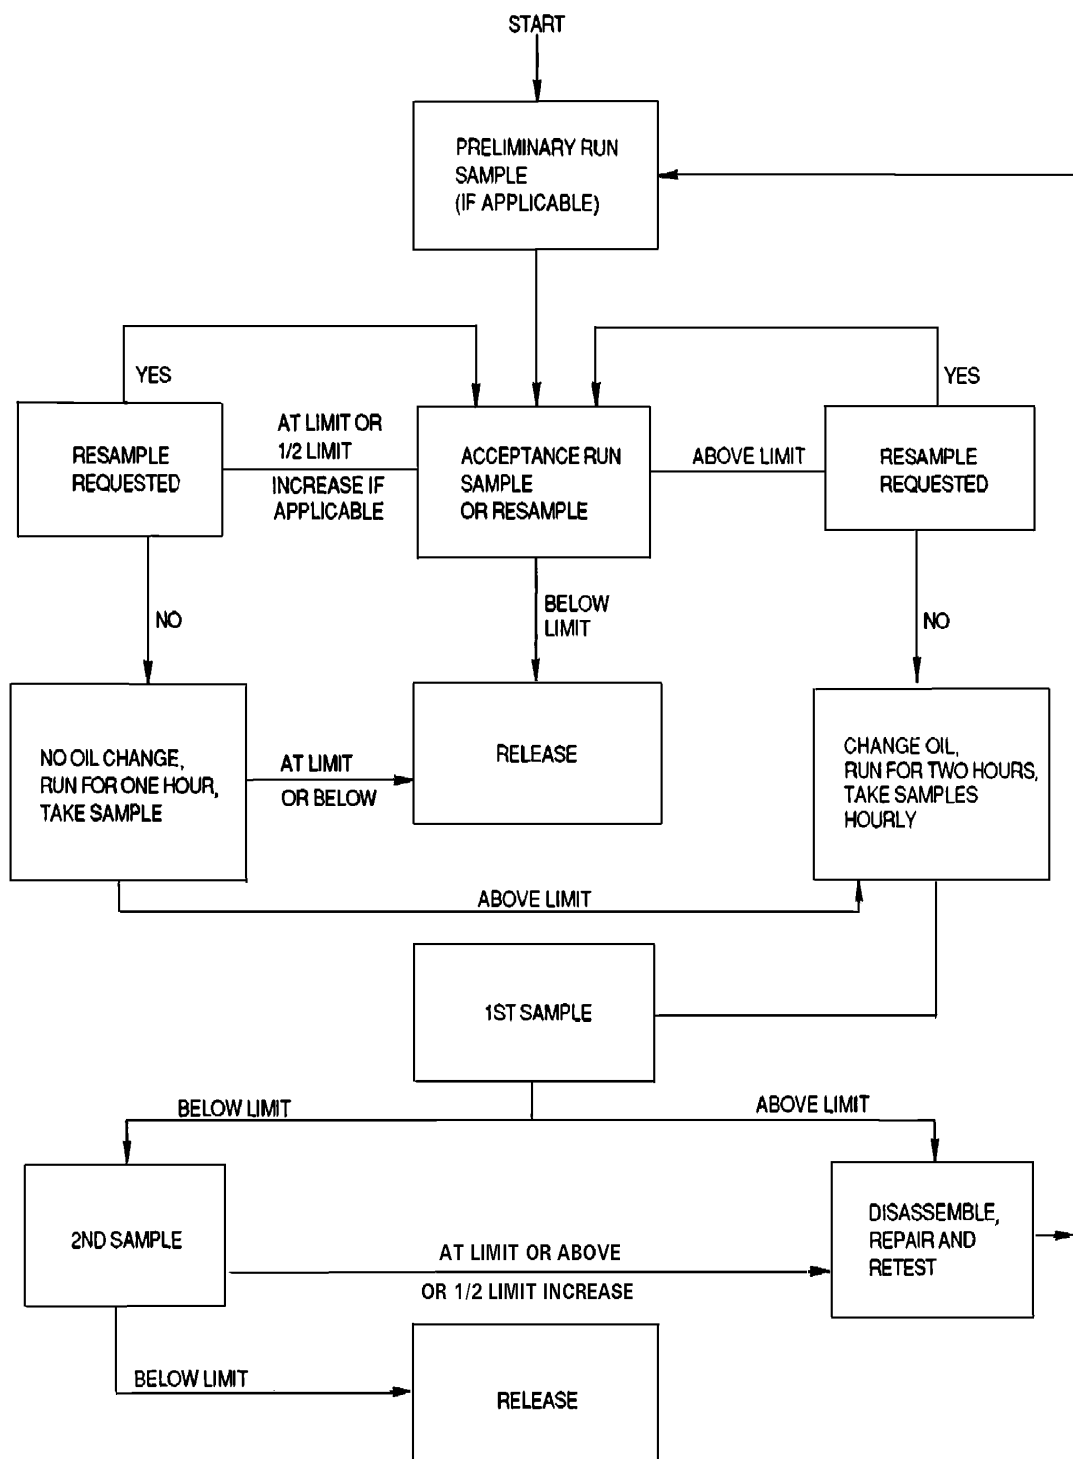 START
PRELIMINARY RUN
SAMPLE
(IF APPLICABLE)
YES
YES
RESAMPLE
REQUESTED
AT LIMIT OR
1/2 LIMIT
INCREASE IF
APPLICABLE
ACCEPTANCE RUN
SAMPLE
OR RESAMPLE
ABOVE LIMIT
RESAMPLE
REQUESTED
NO
BELOW
LIMIT
NO
NO OIL CHANGE,
RUN FOR ONE HOUR,
TAKE SAMPLE
AT LIMIT
OR BELOW
RELEASE
CHANGE OIL,
RUN FOR TWO HOURS,
TAKE SAMPLES
HOURLY
ABOVE LIMIT
1ST SAMPLE
BELOW LIMIT
ABOVE LIMIT
2ND SAMPLE
AT LIMIT OR ABOVE
OR 1/2 LIMIT INCREASE
DISASSEMBLE,
REPAIR AND
RETEST
BELOW LIMIT
RELEASE